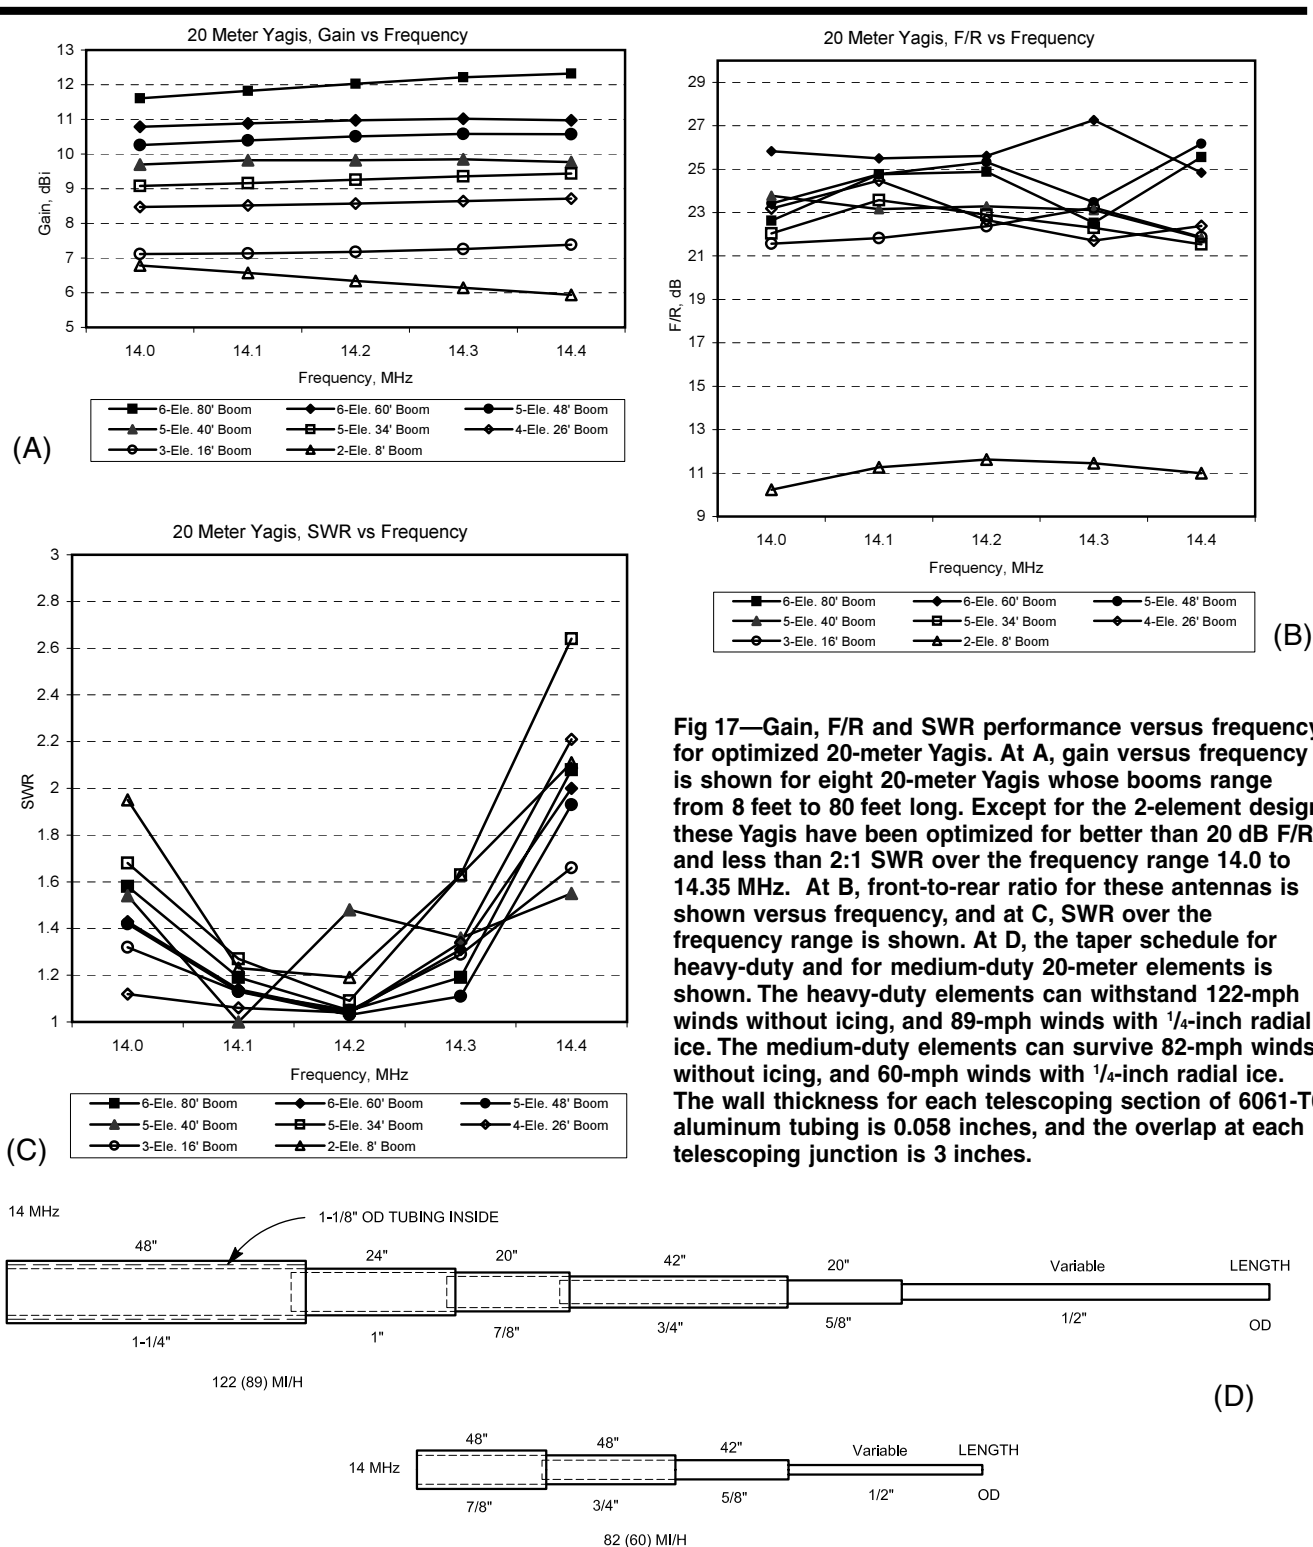 20 Meter Yagis, Gain vs Frequency
13
12
11
10
9
8
7
6
5
Gain, dBi
14.0 14.1 14.2 14.3 14.4
Frequency, MHz
6-Ele. 80' Boom 6-Ele. 60' Boom 5-Ele. 48' Boom
5-Ele. 40' Boom 5-Ele. 34' Boom 4-Ele. 26' Boom
3-Ele. 16' Boom 2-Ele. 8' Boom
(A)
20 Meter Yagis, F/R vs Frequency
29
27
25
23
21
19
17
15
13
11
9
F/R, dB
14.0 14.1 14.2 14.3 14.4
Frequency, MHz
6-Ele. 80' Boom 6-Ele. 60' Boom 5-Ele. 48' Boom
5-Ele. 40' Boom 5-Ele. 34' Boom 4-Ele. 26' Boom
3-Ele. 16' Boom 2-Ele. 8' Boom
(B)
20 Meter Yagis, SWR vs Frequency
3
2.8
2.6
2.4
2.2
2
1.8
1.6
1.4
1.2
1
SWR
14.0 14.1 14.2 14.3 14.4
Frequency, MHz
6-Ele. 80' Boom 6-Ele. 60' Boom 5-Ele. 48' Boom
5-Ele. 40' Boom 5-Ele. 34' Boom 4-Ele. 26' Boom
3-Ele. 16' Boom 2-Ele. 8' Boom
(C)
Fig 17—Gain, F/R and SWR performance versus frequency
for optimized 20-meter Yagis. At A, gain versus frequency
is shown for eight 20-meter Yagis whose booms range
from 8 feet to 80 feet long. Except for the 2-element design
these Yagis have been optimized for better than 20 dB F/R
and less than 2:1 SWR over the frequency range 14.0 to
14.35 MHz. At B, front-to-rear ratio for these antennas is
shown versus frequency, and at C, SWR over the
frequency range is shown. At D, the taper schedule for
heavy-duty and for medium-duty 20-meter elements is
shown. The heavy-duty elements can withstand 122-mph
winds without icing, and 89-mph winds with 1/4-inch radial
ice. The medium-duty elements can survive 82-mph winds
without icing, and 60-mph winds with 1/4-inch radial ice.
The wall thickness for each telescoping section of 6061-T6
aluminum tubing is 0.058 inches, and the overlap at each
telescoping junction is 3 inches.
14 MHz
1-1/8" OD TUBING INSIDE
48" 24" 20" 42" 20" Variable LENGTH
1-1/4" 1" 7/8" 3/4" 5/8" 1/2" OD
122 (89) MI/H
(D)
14 MHz
48" 48" 42" Variable LENGTH
7/8" 3/4" 5/8" 1/2" OD
82 (60) MI/H